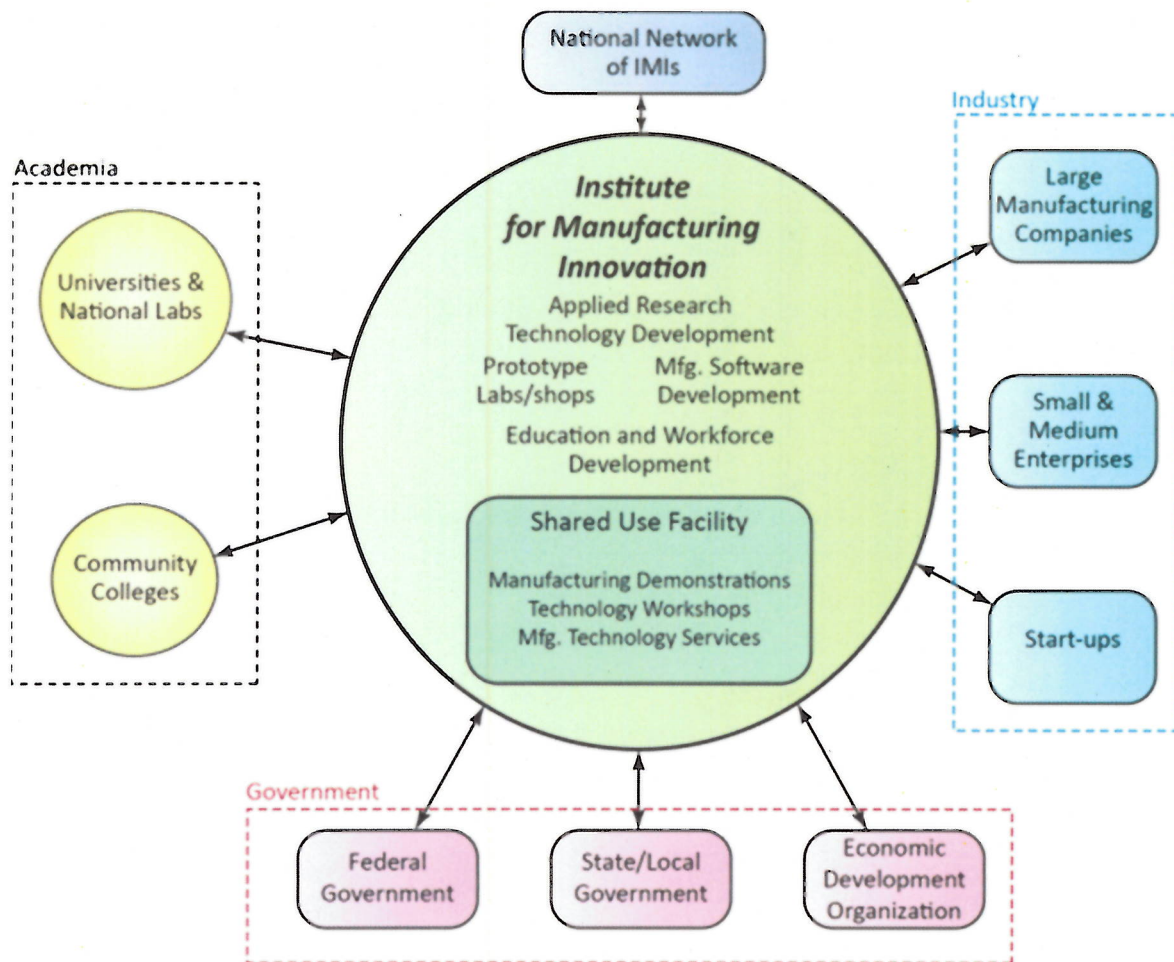 National Network
of IMIs
Industry
Academia
Institute
for Manufacturing
Innovation
Applied Research
Technology Development
Prototype
Labs/shops
Mfg. Software
Development
Education and Workforce
Development
Shared Use Facility
Manufacturing Demonstrations
Technology Workshops
Mfg. Technology Services
Universities &
National Labs
Community
Colleges
Large
Manufacturing
Companies
Small &
Medium
Enterprises
Start-ups
Government
Federal
Government
State/Local
Government
Economic
Development
Organization